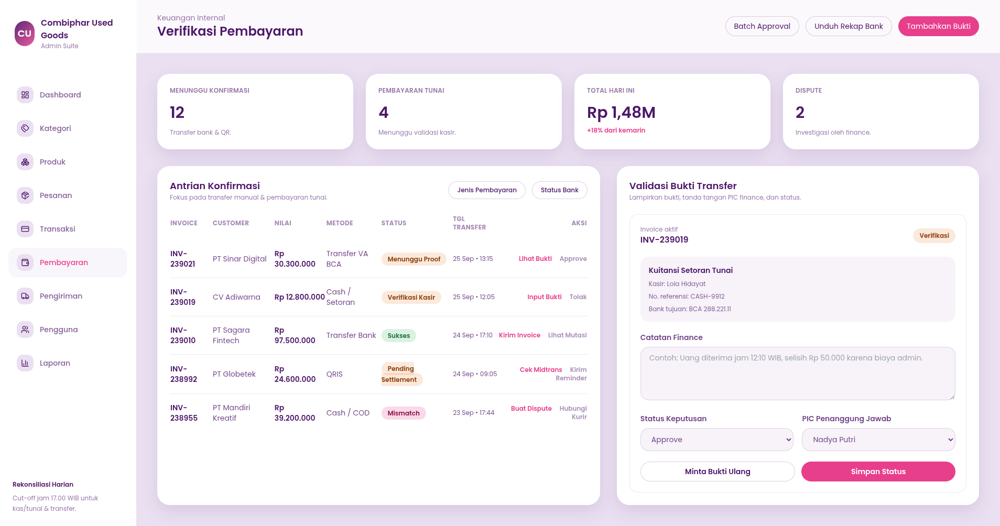 CU
Combiphar Used
Goods
Admin Suite
Dashboard
Kategori
Produk
Pesanan
Transaksi
Pembayaran
Pengiriman
Pengguna
Laporan
Rekonsiliasi Harian
Cut-off jam 17.00 WIB untuk
kas/tunai & transfer.
Keuangan Internal
Verifikasi Pembayaran
Batch Approval
Unduh Rekap Bank
Tambahkan Bukti
MENUNGGU KONFIRMASI
12
Transfer bank & QR.
PEMBAYARAN TUNAI
4
Menunggu validasi kasir.
TOTAL HARI INI
Rp 1,48M
+18% dari kemarin
DISPUTE
2
Investigasi oleh finance.
Antrian Konfirmasi
Fokus pada transfer manual & pembayaran tunai.
Jenis Pembayaran
Status Bank
INVOICE CUSTOMER NILAI METODE STATUS TGL TRANSFER AKSI
INV-239021 PT Sinar Digital Rp 30.300.000 Transfer VA BCA Menunggu Proof 25 Sep • 13:15 Lihat Bukti Approve
INV-239019 CV Adiwarna Rp 12.800.000 Cash / Setoran Verifikasi Kasir 25 Sep • 12:05 Input Bukti Tolak
INV-239010 PT Sagara Fintech Rp 97.500.000 Transfer Bank Sukses 24 Sep • 17:10 Kirim Invoice Lihat Mutasi
INV-238992 PT Globetek Rp 24.600.000 QRIS Pending Settlement 24 Sep • 09:05 Cek Midtrans Kirim Reminder
INV-238955 PT Mandiri Kreatif Rp 39.200.000 Cash / COD Mismatch 23 Sep • 17:44 Buat Dispute Hubungi Kurir
Validasi Bukti Transfer
Lampirkan bukti, tanda tangan PIC finance, dan status.
Invoice aktif
INV-239019
Verifikasi
Kuitansi Setoran Tunai
Kasir: Lola Hidayat
No. referensi: CASH-9912
Bank tujuan: BCA 288.221.11
Catatan Finance
Contoh: Uang diterima jam 12:10 WIB, selisih Rp 50.000 karena biaya admin.
Status Keputusan
Approve
PIC Penanggung Jawab
Nadya Putri
Minta Bukti Ulang
Simpan Status